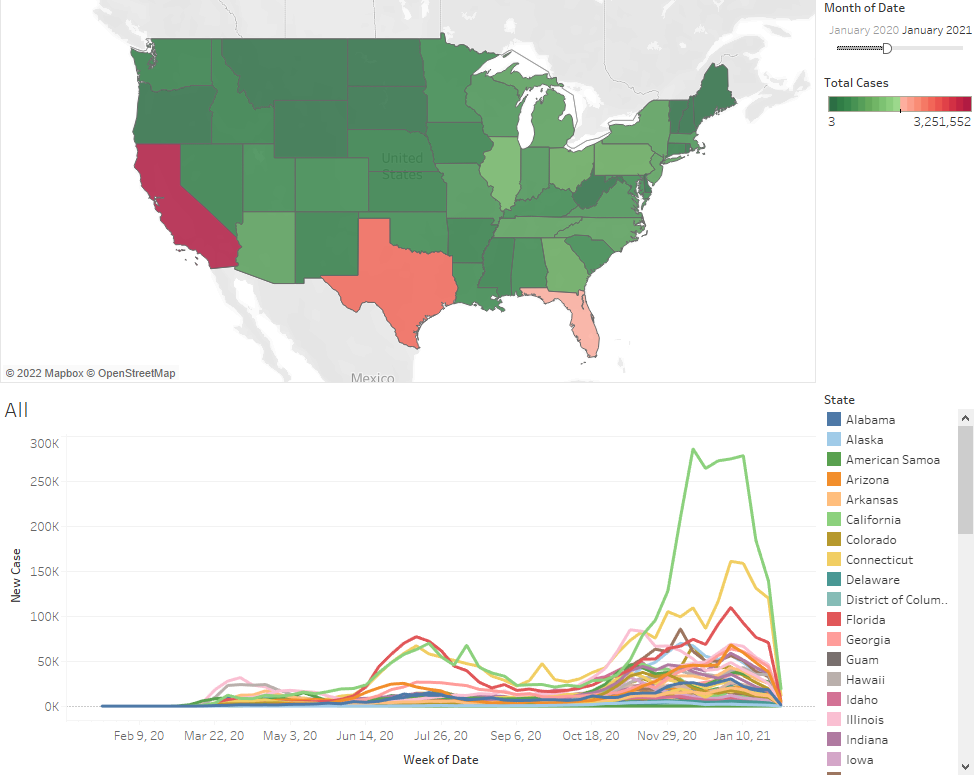 Month of Date
January 2020 January 2021
Total Cases
3 3,251,552
United
States
Mexico
© 2022 Mapbox © OpenStreetMap
All
New Case
300K
250K
200K
150K
100K
50K
0K
Feb 9, 20 Mar 22, 20 May 3, 20 Jun 14, 20 Jul 26, 20 Sep 6, 20 Oct 18, 20 Nov 29, 20 Jan 10, 21
Week of Date
State
Alabama
Alaska
American Samoa
Arizona
Arkansas
California
Colorado
Connecticut
Delaware
District of Colum..
Florida
Georgia
Guam
Hawaii
Idaho
Illinois
Indiana
Iowa